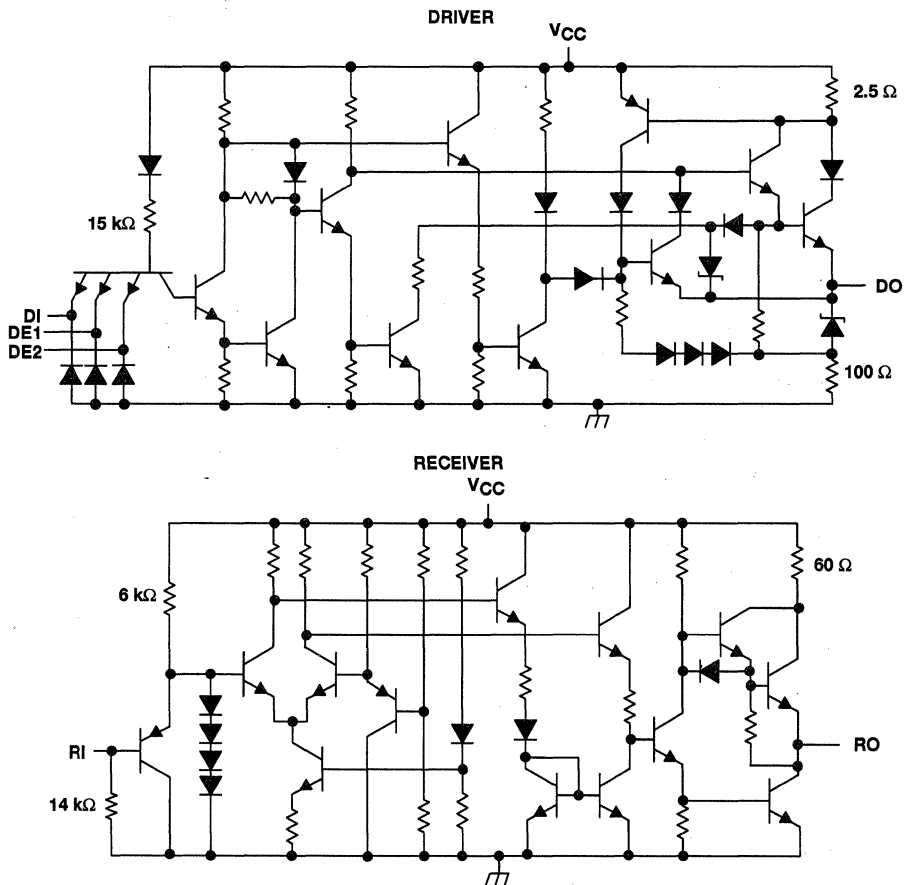 DRIVER
VCC
2.5 Ω
15 kΩ
DI
DE1
DE2
DO
100 Ω
RECEIVER
VCC
6 kΩ
60 Ω
RI
RO
14 kΩ